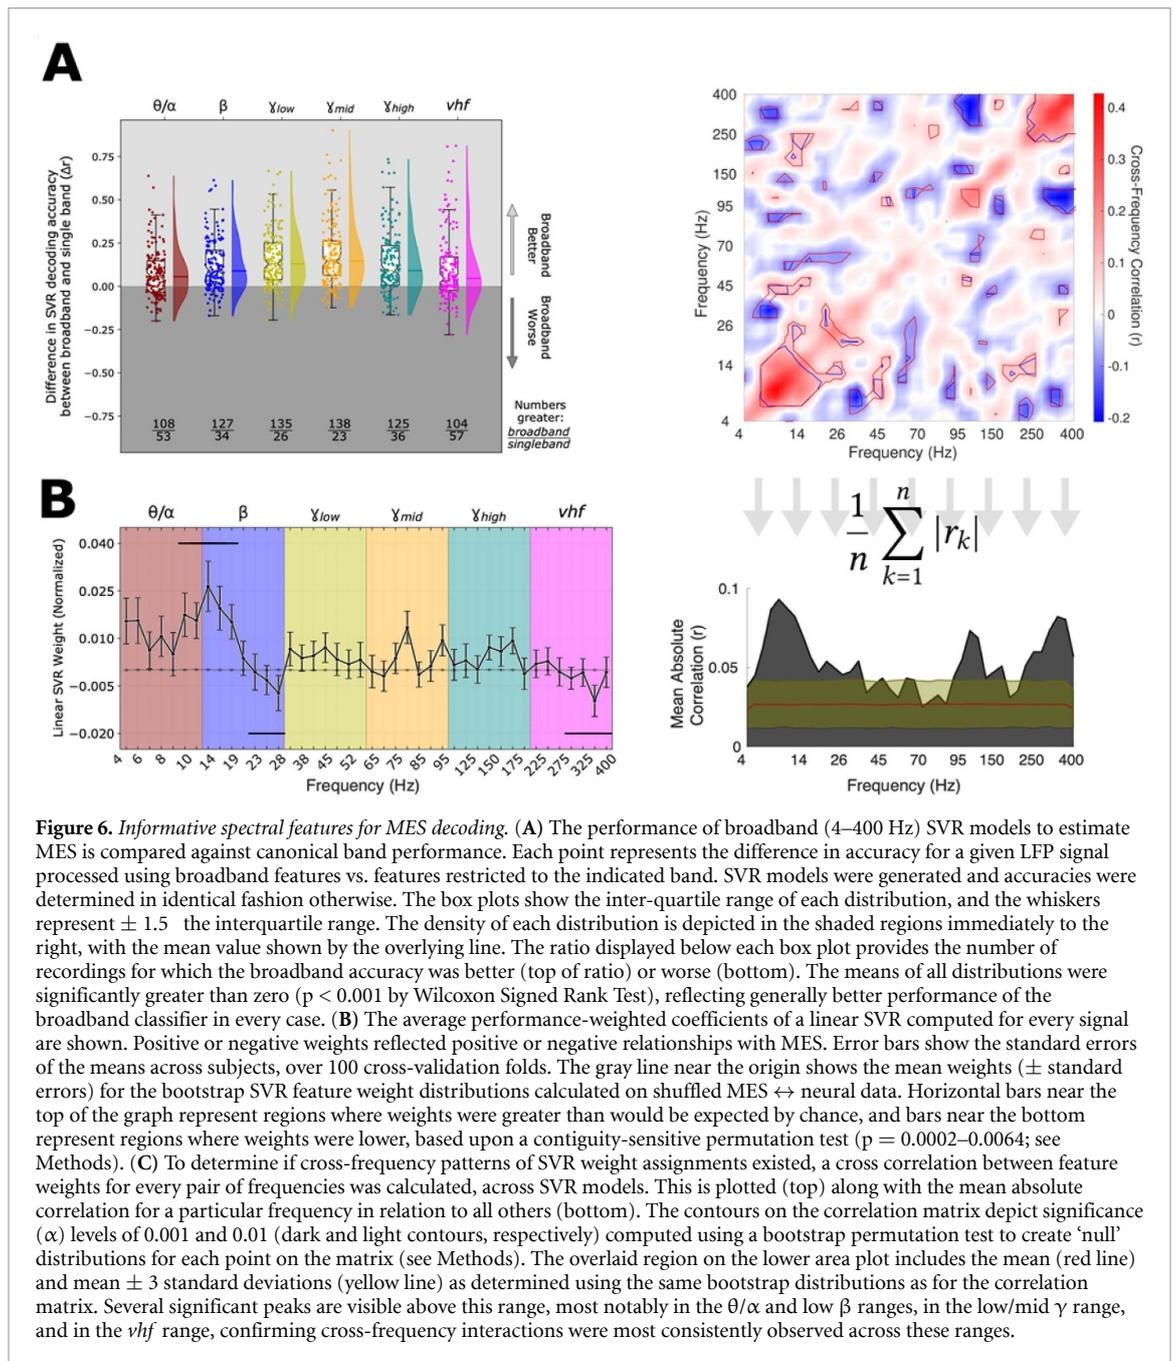 A
θ/α β ɣlow ɣmid ɣhigh vhf
Difference in SVR decoding accuracy
between broadband and single band (Δr)
0.75
0.50
0.25
0.00
−0.25
−0.50
−0.75
Broadband
Better
Broadband
Worse
108 127 135 138 125 104
53 34 26 23 36 57
Numbers
greater:
broadband
singleband
400
250
150
95
70
45
26
14
4
Frequency (Hz)
4 14 26 45 70 95 150 250 400
Frequency (Hz)
0.4
0.3
0.2
0.1
0
-0.1
-0.2
Cross-Frequency Correlation (r)
B
θ/α β ɣlow ɣmid ɣhigh vhf
Linear SVR Weight (Normalized)
0.040
0.025
0.010
−0.005
−0.020
4 6 8 10 14 19 23 28 38 45 52 65 75 85 95 125 150 175 225 275 325 400
Frequency (Hz)
1/n ∑ n k=1 |rk|
Mean Absolute
Correlation (r)
0.1
0.05
0
4 14 26 45 70 95 150 250 400
Frequency (Hz)
Figure 6. Informative spectral features for MES decoding. (A) The performance of broadband (4–400 Hz) SVR models to estimate
MES is compared against canonical band performance. Each point represents the difference in accuracy for a given LFP signal
processed using broadband features vs. features restricted to the indicated band. SVR models were generated and accuracies were
determined in identical fashion otherwise. The box plots show the inter-quartile range of each distribution, and the whiskers
represent ± 1.5 the interquartile range. The density of each distribution is depicted in the shaded regions immediately to the
right, with the mean value shown by the overlying line. The ratio displayed below each box plot provides the number of
recordings for which the broadband accuracy was better (top of ratio) or worse (bottom). The means of all distributions were
significantly greater than zero (p < 0.001 by Wilcoxon Signed Rank Test), reflecting generally better performance of the
broadband classifier in every case. (B) The average performance-weighted coefficients of a linear SVR computed for every signal
are shown. Positive or negative weights reflected positive or negative relationships with MES. Error bars show the standard errors
of the means across subjects, over 100 cross-validation folds. The gray line near the origin shows the mean weights (± standard
errors) for the bootstrap SVR feature weight distributions calculated on shuffled MES ↔ neural data. Horizontal bars near the
top of the graph represent regions where weights were greater than would be expected by chance, and bars near the bottom
represent regions where weights were lower, based upon a contiguity-sensitive permutation test (p = 0.0002–0.0064; see
Methods). (C) To determine if cross-frequency patterns of SVR weight assignments existed, a cross correlation between feature
weights for every pair of frequencies was calculated, across SVR models. This is plotted (top) along with the mean absolute
correlation for a particular frequency in relation to all others (bottom). The contours on the correlation matrix depict significance
(α) levels of 0.001 and 0.01 (dark and light contours, respectively) computed using a bootstrap permutation test to create ‘null’
distributions for each point on the matrix (see Methods). The overlaid region on the lower area plot includes the mean (red line)
and mean ± 3 standard deviations (yellow line) as determined using the same bootstrap distributions as for the correlation
matrix. Several significant peaks are visible above this range, most notably in the θ/α and low β ranges, in the low/mid γ range,
and in the vhf range, confirming cross-frequency interactions were most consistently observed across these ranges.